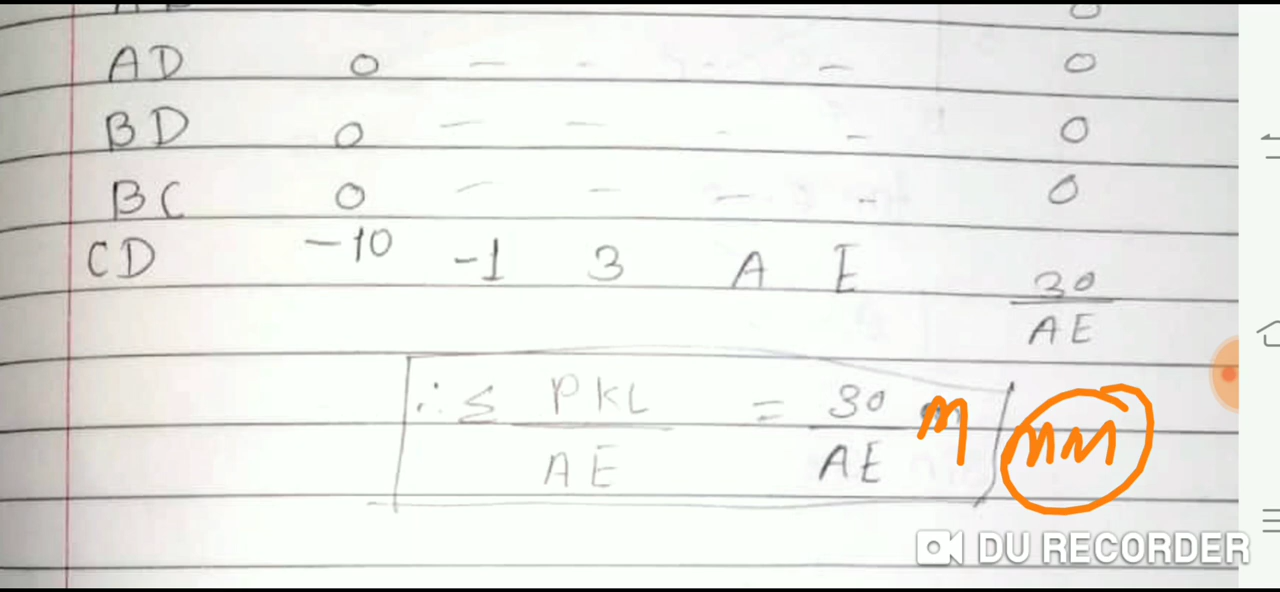 0
AD 0 - - - - 0
BD 0 - - - - 0
BC 0 - - - - 0
CD -10 -1 3 A E 30/AE
∴ ≤ PKL/AE = 30/AE M MM
DU RECORDER